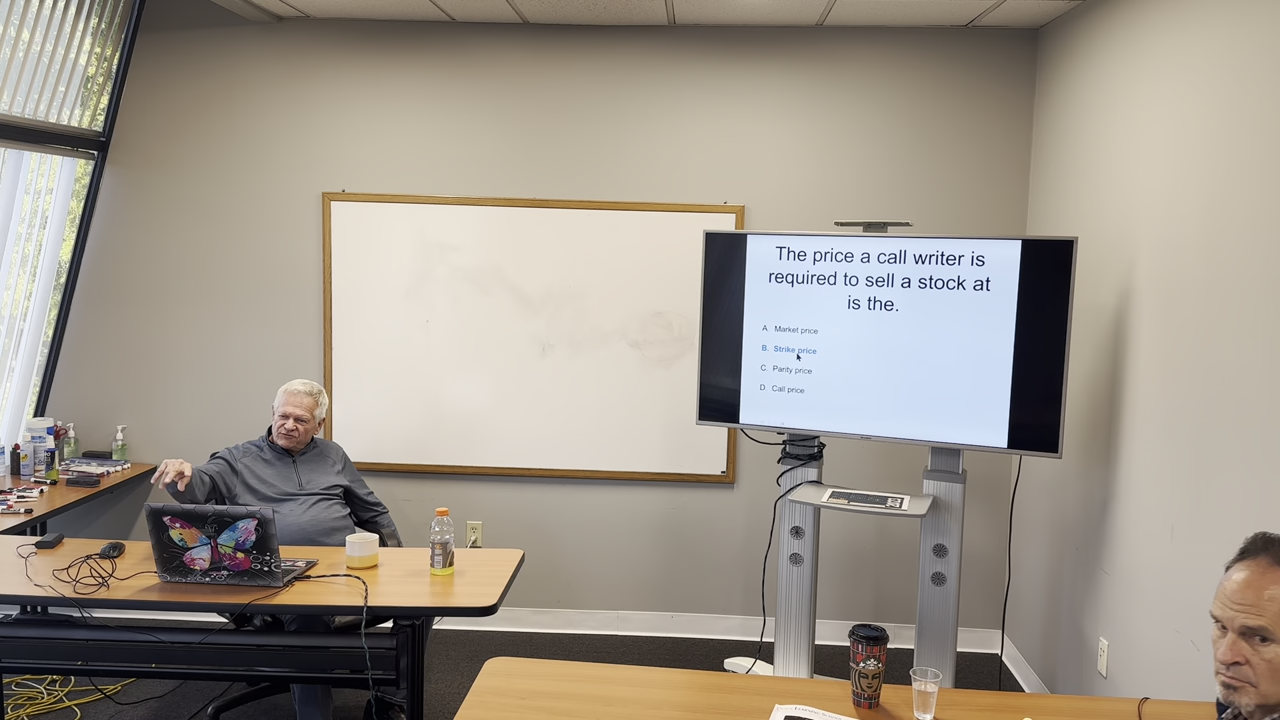 The price a call writer is
required to sell a stock at
is the.
A Market price
B. Strike price
C. Parity price
D. Call price